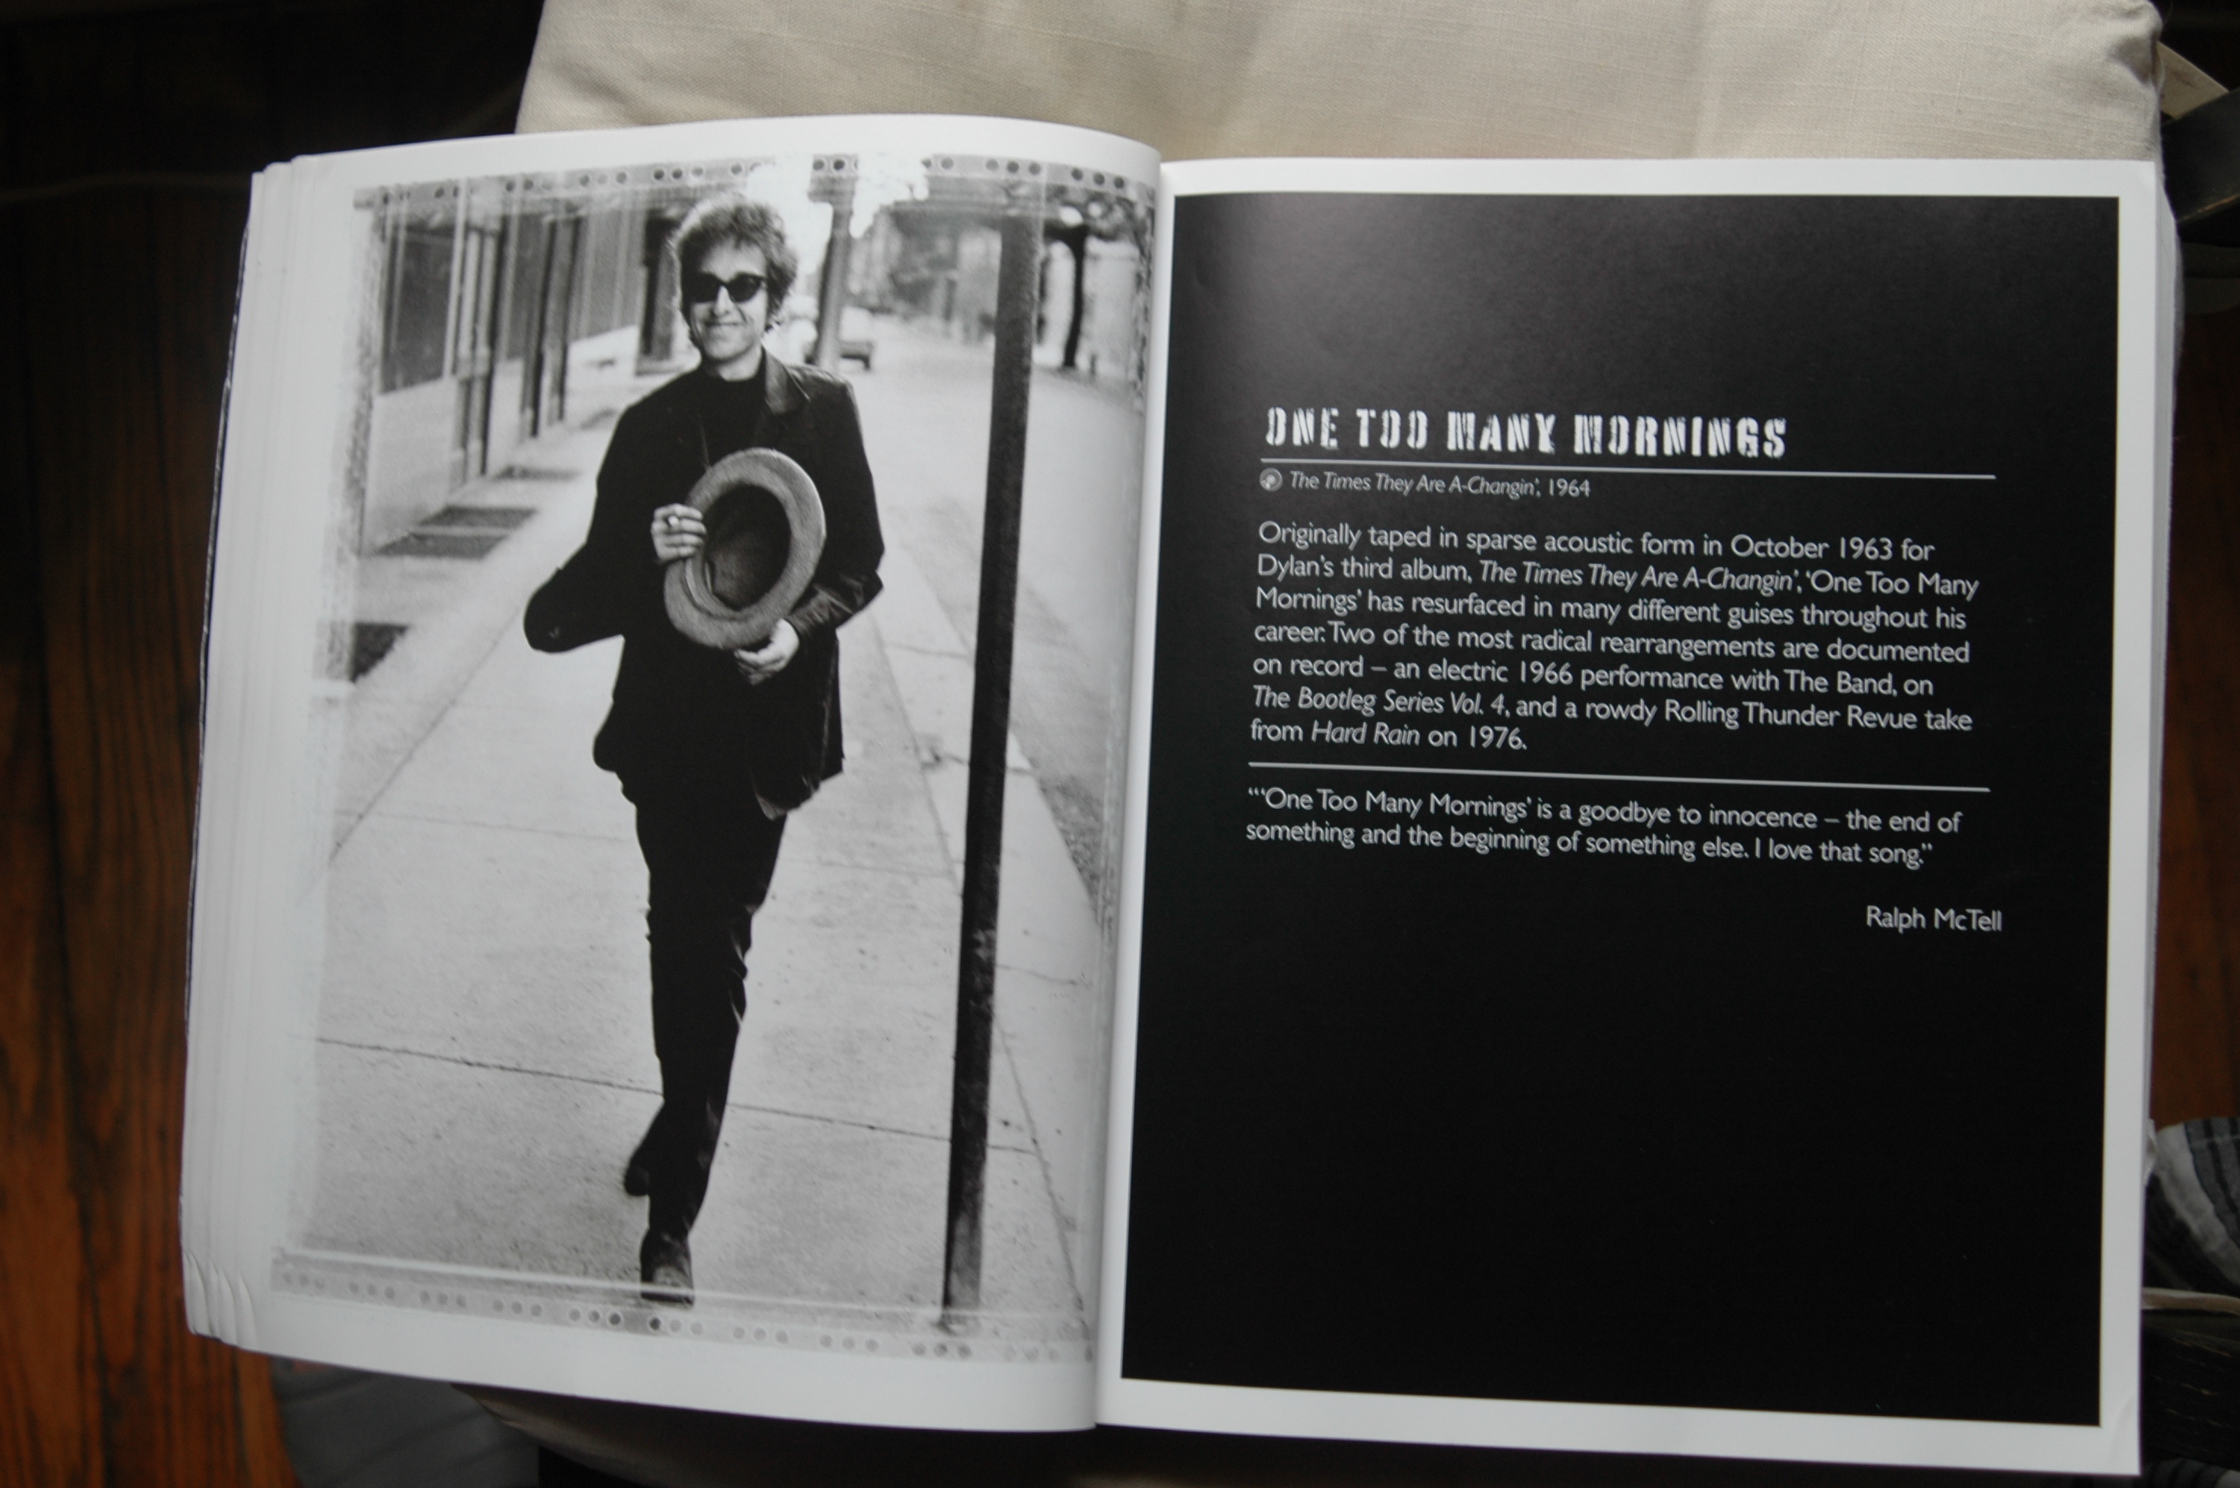 ONE TOO MANY MORNINGS
The Times They Are A-Changin', 1964
Originally taped in sparse acoustic form in October 1963 for
Dylan's third album, The Times They Are A-Changin', 'One Too Many
Mornings' has resurfaced in many different guises throughout his
career. Two of the most radical rearrangements are documented
on record – an electric 1966 performance with The Band, on
The Bootleg Series Vol. 4, and a rowdy Rolling Thunder Revue take
from Hard Rain on 1976.
"'One Too Many Mornings' is a goodbye to innocence – the end of
something and the beginning of something else. I love that song."
Ralph McTell